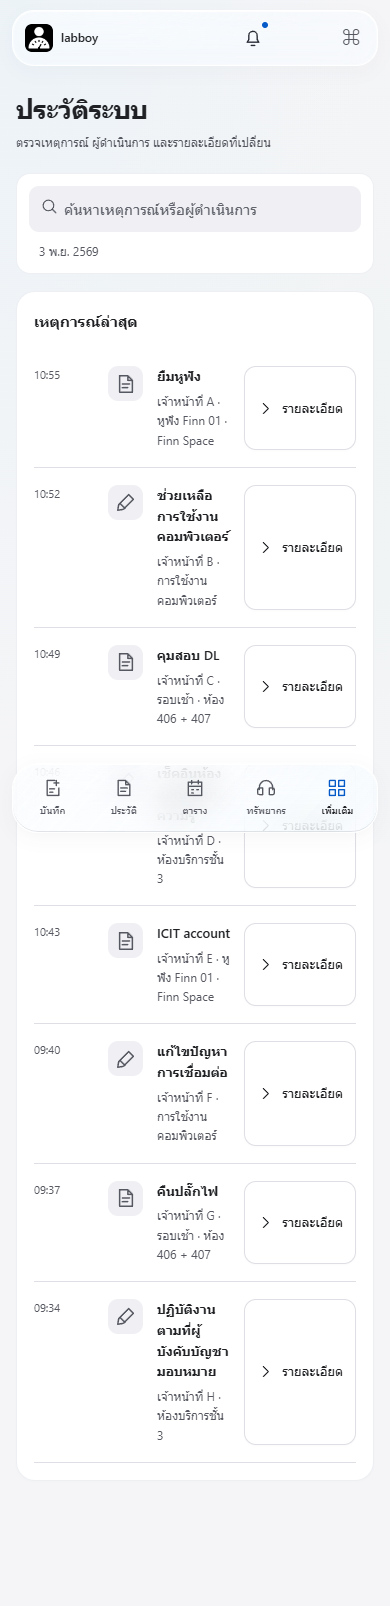 labboy
ประวัติระบบ
ตรวจเหตุการณ์ ผู้ดำเนินการ และรายละเอียดที่เปลี่ยน
ค้นหาเหตุการณ์หรือผู้ดำเนินการ
3 พ.ย. 2569
เหตุการณ์ล่าสุด
10:55
ยืมหูฟัง
เจ้าหน้าที่ A ·
หูฟัง Finn 01 ·
Finn Space
รายละเอียด
10:52
ช่วยเหลือ
การใช้งาน
คอมพิวเตอร์
เจ้าหน้าที่ B ·
การใช้งาน
คอมพิวเตอร์
รายละเอียด
10:49
คุมสอบ DL
เจ้าหน้าที่ C ·
รอบเช้า · ห้อง
406 + 407
รายละเอียด
10:46
บันทึก
ประวัติ
ตาราง
ทรัพยากร
เพิ่มเติม
เจ้าหน้าที่ D ·
ห้องบริการชั้น
3
รายละเอียด
10:43
ICIT account
เจ้าหน้าที่ E · หู
ฟัง Finn 01 ·
Finn Space
รายละเอียด
09:40
แก้ไขปัญหา
การเชื่อมต่อ
เจ้าหน้าที่ F ·
การใช้งาน
คอมพิวเตอร์
รายละเอียด
09:37
คืนปลั๊กไฟ
เจ้าหน้าที่ G ·
รอบเช้า · ห้อง
406 + 407
รายละเอียด
09:34
ปฏิบัติงาน
ตามที่ผู้
บังคับบัญชา
มอบหมาย
เจ้าหน้าที่ H ·
ห้องบริการชั้น
3
รายละเอียด